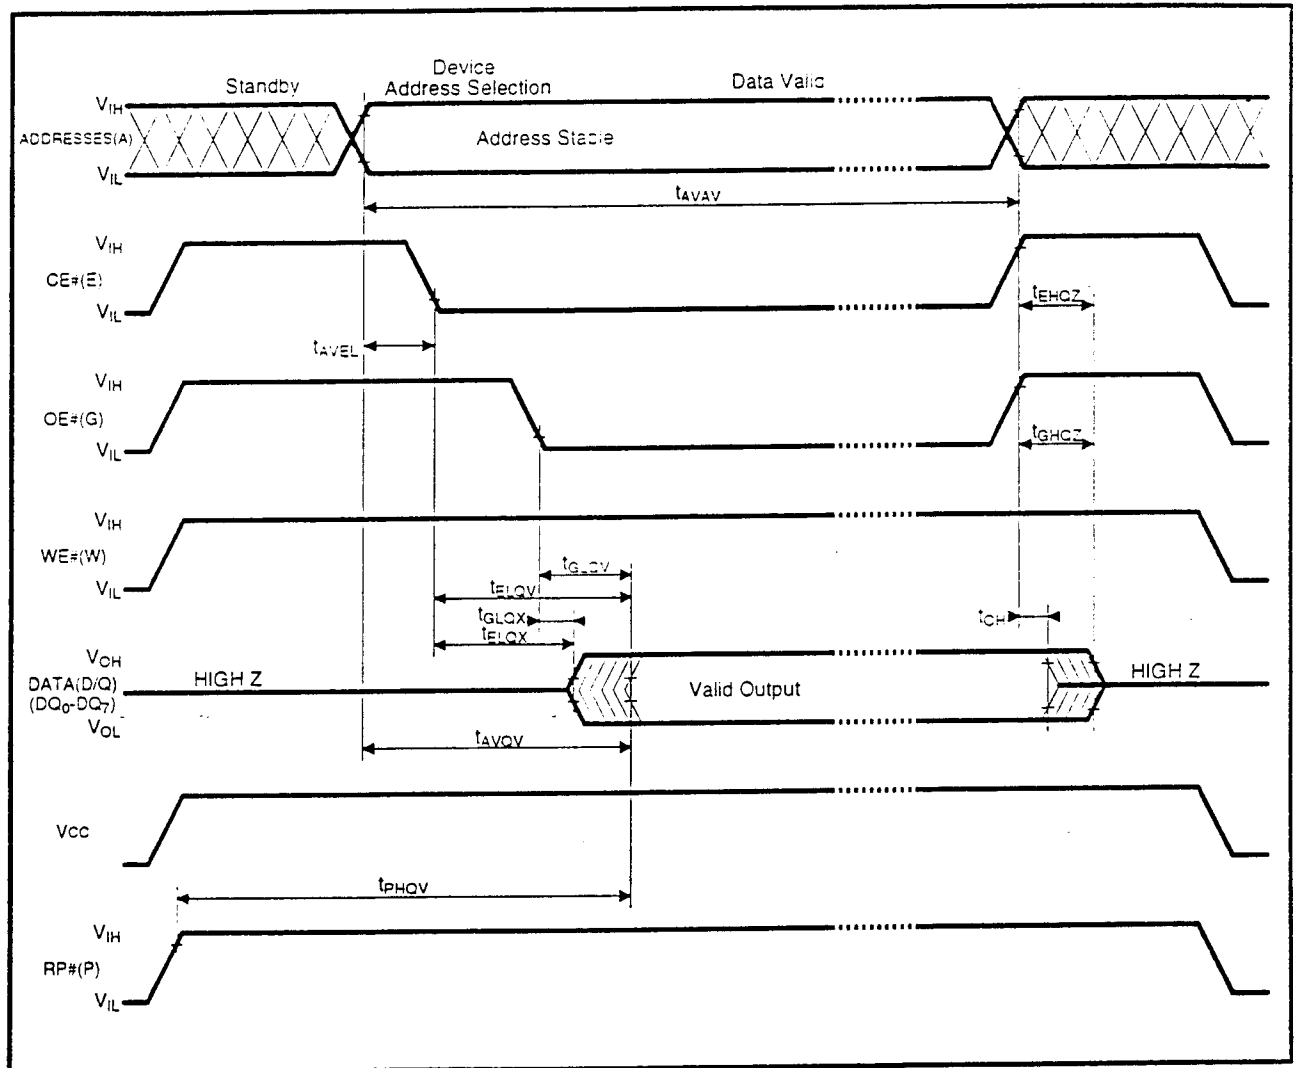 Device
Standby Address Selection Data Valid
VIH
ADDRESSES(A) Address Stable
VIL
tAVAV
VIH
CE#(E) tEHQZ
VIL
tAVEL
VIH
OE#(G)
VIL tGHQZ
VIH
WE#(W)
VIL tGLQV
tELQV
tGLQX tOH
tELQX
VOH
HIGH Z HIGH Z
DATA(D/Q) Valid Output
(DQ0-DQ7)
VOL
tAVQV
VCC
tPHQV
VIH
RP#(P)
VIL